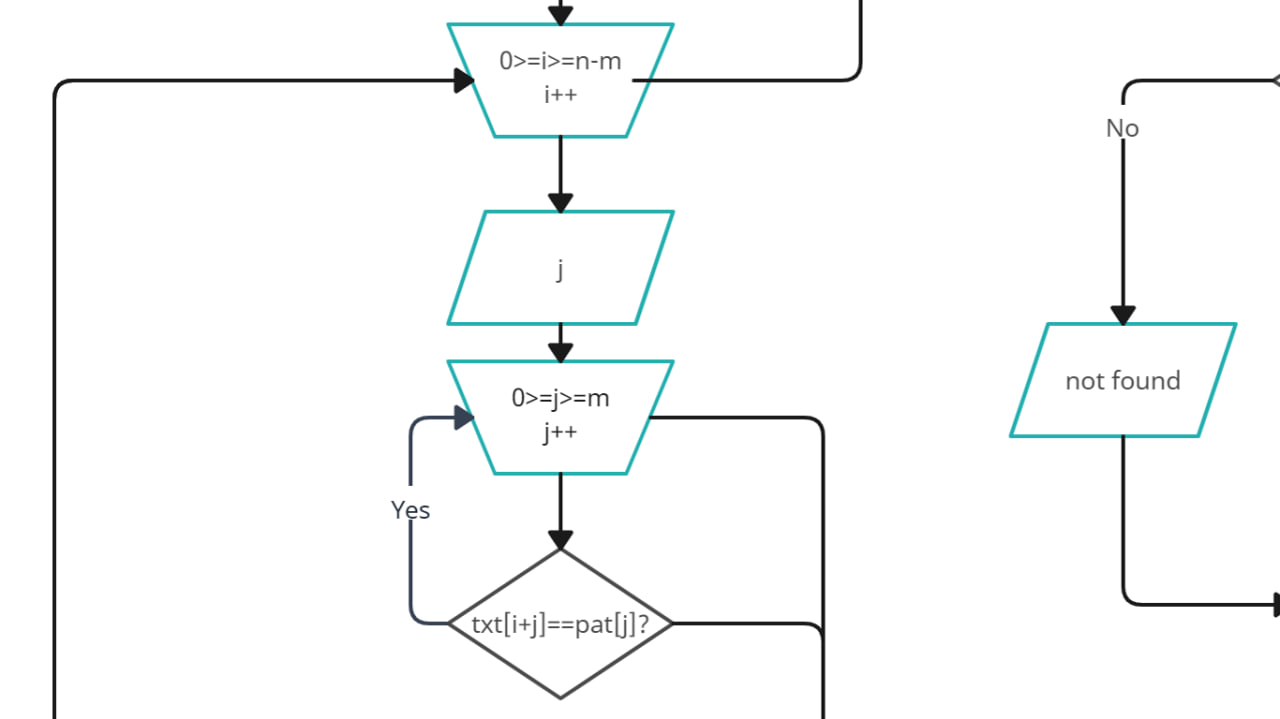 0>=i>=n-m
i++
No
j
not found
0>=j>=m
j++
Yes
txt[i+j]==pat[j]?